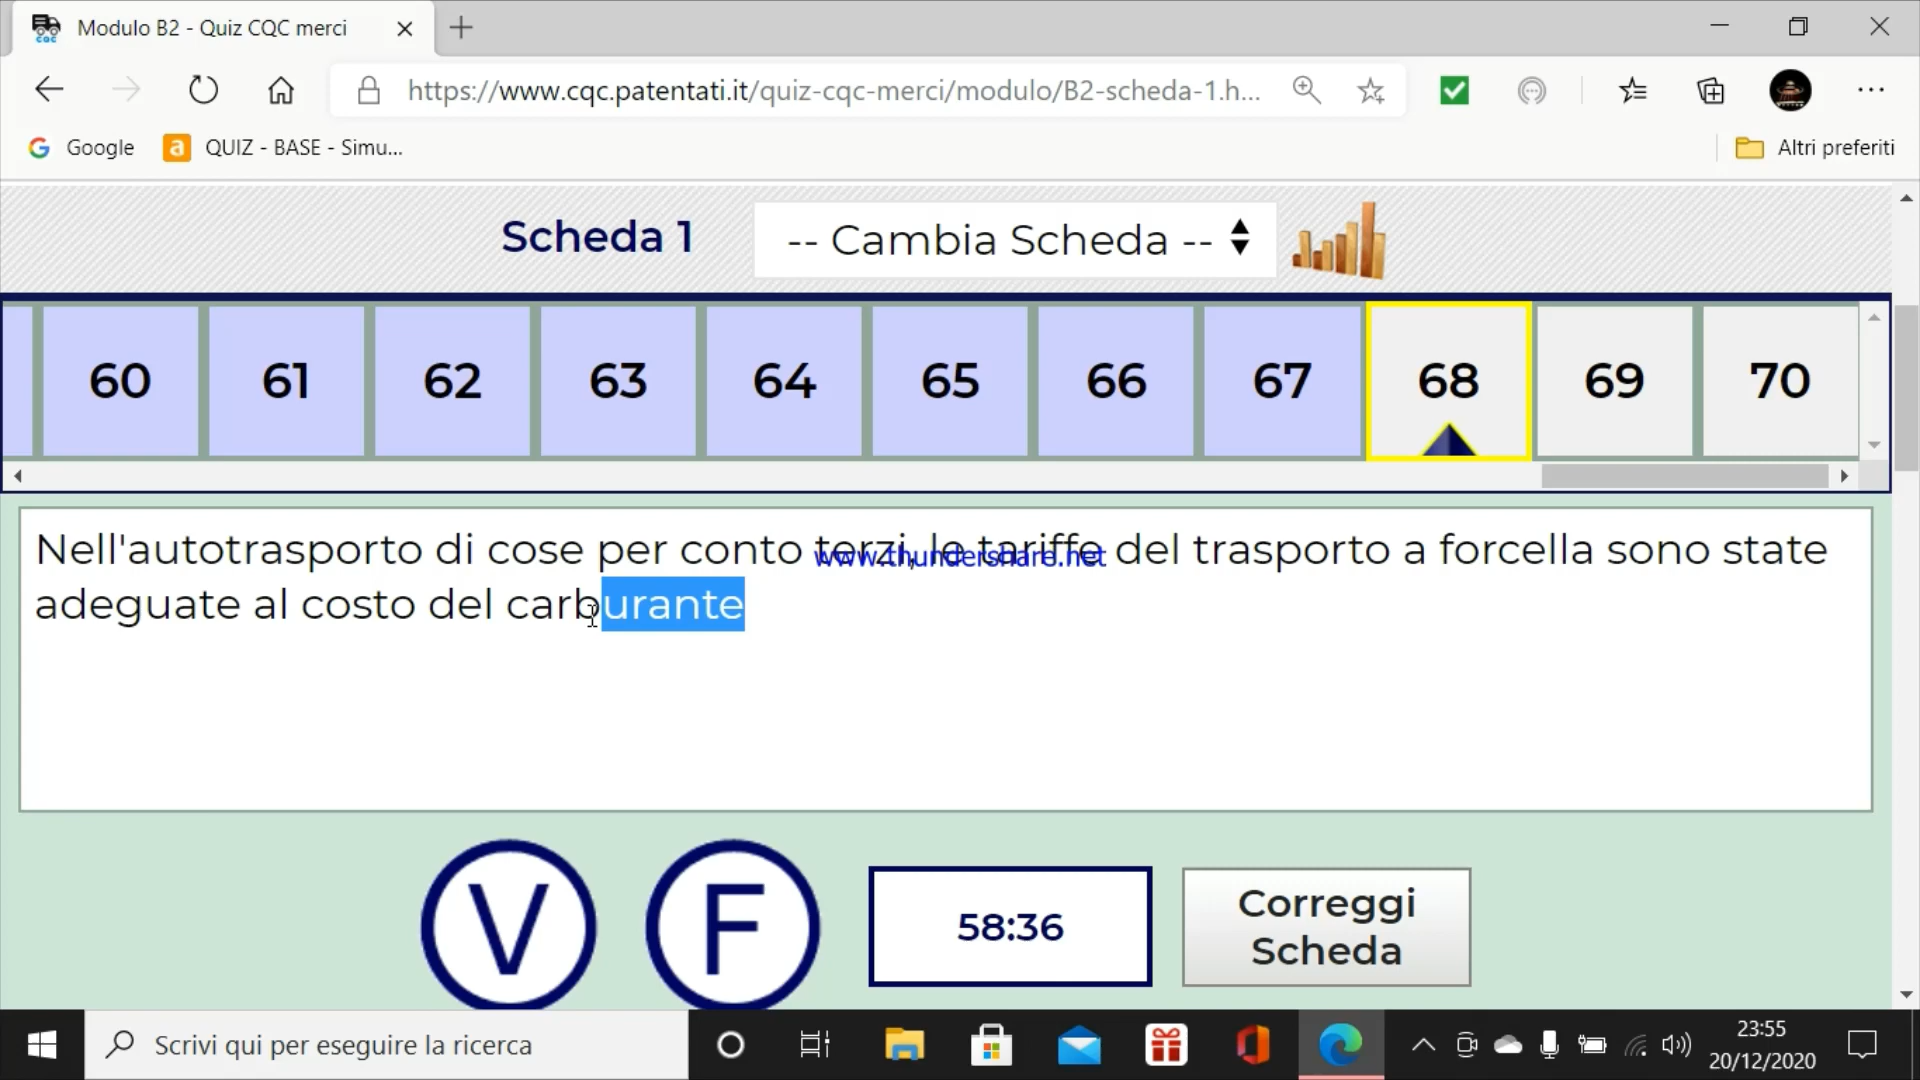 Modulo B2 - Quiz CQC merci
https://www.cqc.patentati.it/quiz-cqc-merci/modulo/B2-scheda-1.h...
Google
QUIZ - BASE - Simu...
Altri preferiti
Scheda 1
-- Cambia Scheda --
60 61 62 63 64 65 66 67 68 69 70
Nell'autotrasporto di cose per conto terzi, le tariffe del trasporto a forcella sono state
www.thundershare.net
adeguate al costo del carburante
V F 58:36 Correggi
Scheda
Scrivi qui per eseguire la ricerca
23:55
20/12/2020